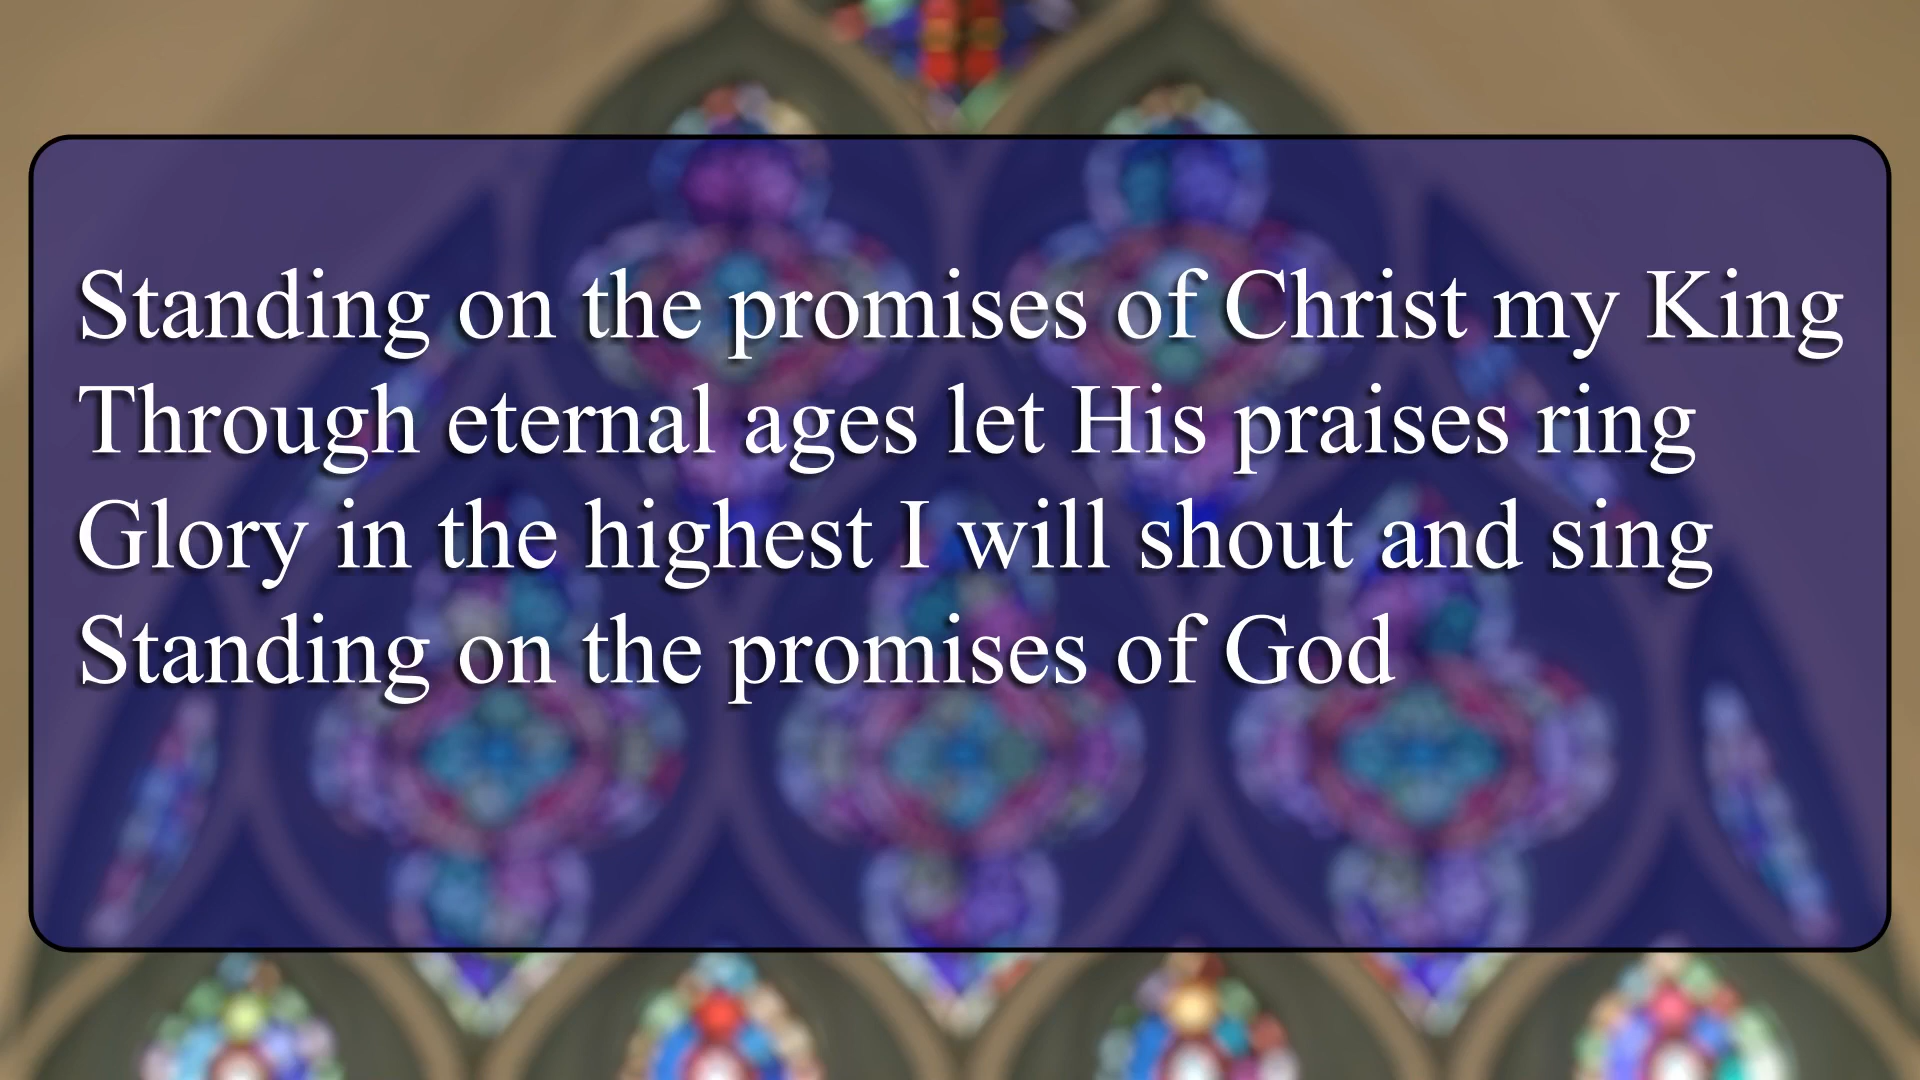 Standing on the promises of Christ my King
Through eternal ages let His praises ring
Glory in the highest I will shout and sing
Standing on the promises of God